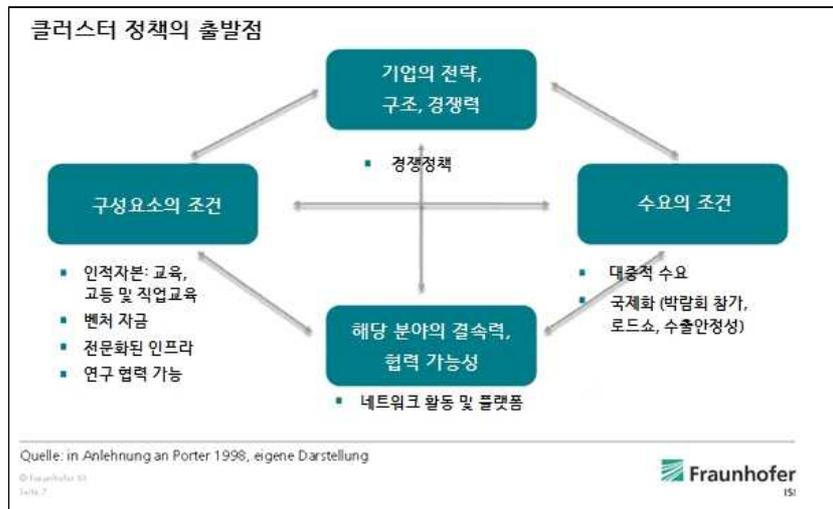 클러스터 정책의 출발점
기업의 전략,
구조, 경쟁력
▪ 경쟁정책
구성요소의 조건
수요의 조건
▪ 인적자본: 교육,
고등 및 직업교육
▪ 벤처 자금
▪ 전문화된 인프라
▪ 연구 협력 가능
▪ 대중적 수요
▪ 국제화 (박람회 참가,
로드쇼, 수출안정성)
해당 분야의 결속력,
협력 가능성
▪ 네트워크 활동 및 플랫폼
Quelle: in Anlehnung an Porter 1998, eigene Darstellung
© Fraunhofer ISI
Seite 7
Fraunhofer
ISI